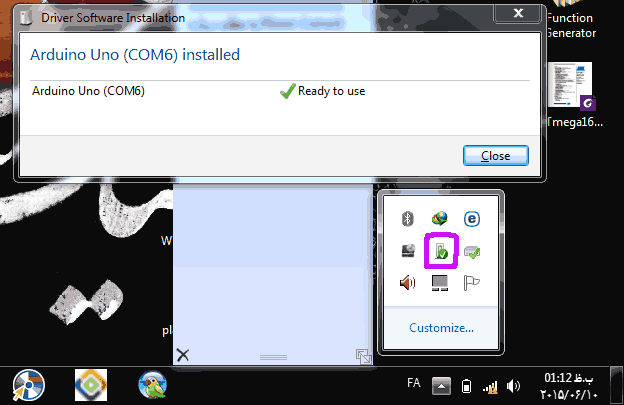 Driver Software Installation
Arduino Uno (COM6) installed
Arduino Uno (COM6)
Ready to use
Close
Function
Generator
Tmega16...
W
pla
Customize...
FA
01:12 ب.ظ
۲۰۱۵/۰۶/۱۰